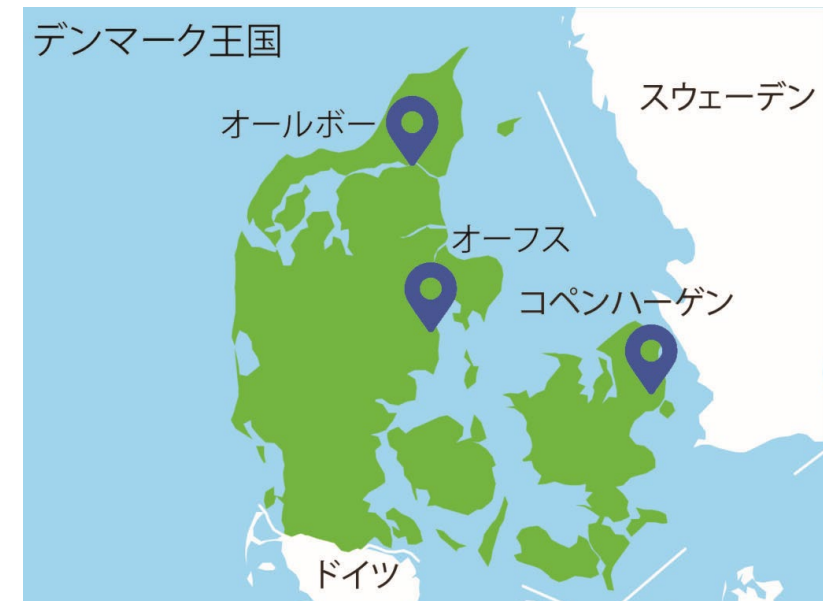 デンマーク王国
スウェーデン
オールボー
オーフス
コペンハーゲン
ドイツ